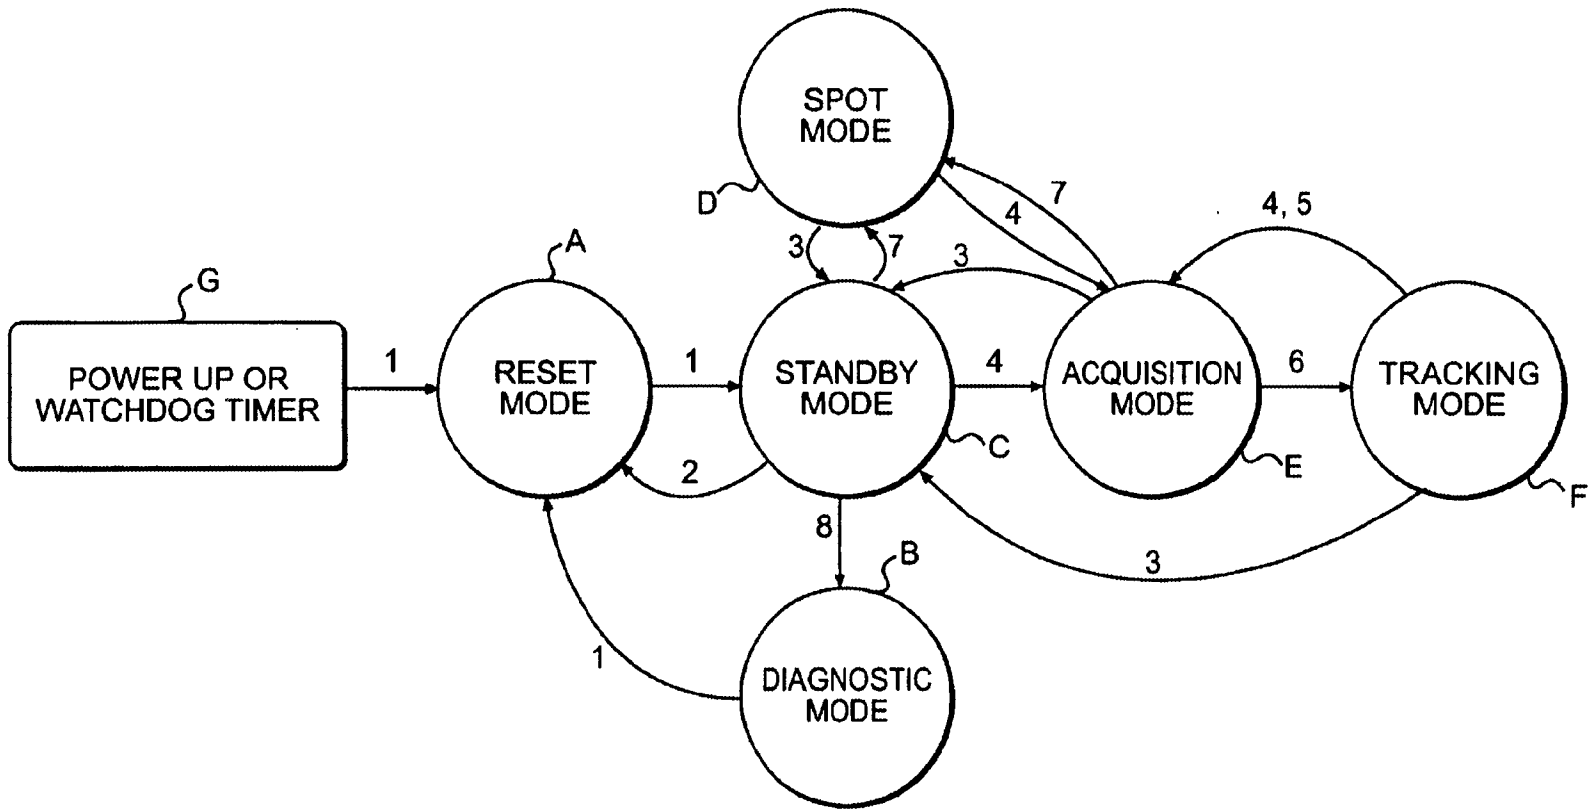 SPOT
MODE
D
7
4
4, 5
3
7
3
A
G
POWER UP OR
WATCHDOG TIMER
1
RESET
MODE
1
STANDBY
MODE
4
ACQUISITION
MODE
6
TRACKING
MODE
C
E
F
2
8
B
3
1
DIAGNOSTIC
MODE